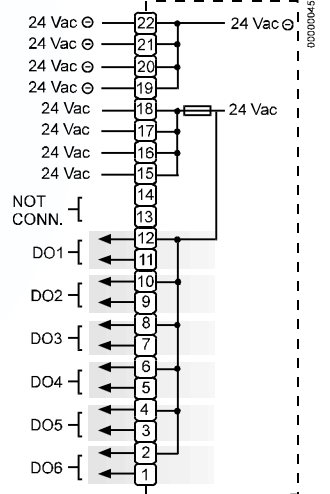 24 Vac ⊖ 22 24 Vac ⊖
24 Vac ⊖ 21
24 Vac ⊖ 20
24 Vac ⊖ 19
24 Vac 18 24 Vac
24 Vac 17
24 Vac 16
24 Vac 15
NOT CONN. 14
13
DO1 12
11
DO2 10
9
DO3 8
7
DO4 6
5
DO5 4
3
DO6 2
1
00000045